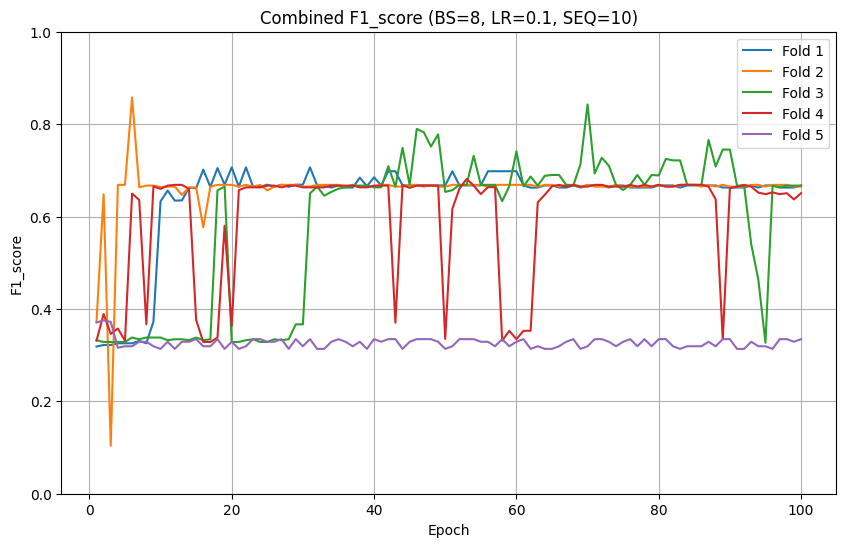 Combined F1_score (BS=8, LR=0.1, SEQ=10)
F1_score
1.0
0.8
0.6
0.4
0.2
0.0
0
20
40
60
80
100
Epoch
Fold 1
Fold 2
Fold 3
Fold 4
Fold 5